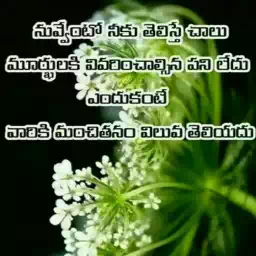 నువ్వేంటో నీకు తెలిస్తే చాలు
మూర్ఖులకి వివరించాల్సిన పని లేదు
ఎందుకంటే
వారికి మంచితనం విలువ తెలియదు